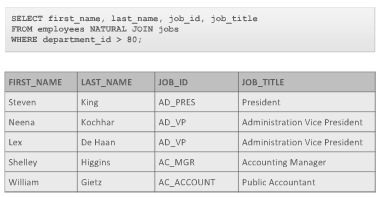 SELECT first_name, last_name, job_id, job_title
FROM employees NATURAL JOIN jobs
WHERE department_id > 80;
FIRST_NAME LAST_NAME JOB_ID JOB_TITLE
Steven King AD_PRES President
Neena Kochhar AD_VP Administration Vice President
Lex De Haan AD_VP Administration Vice President
Shelley Higgins AC_MGR Accounting Manager
William Gietz AC_ACCOUNT Public Accountant